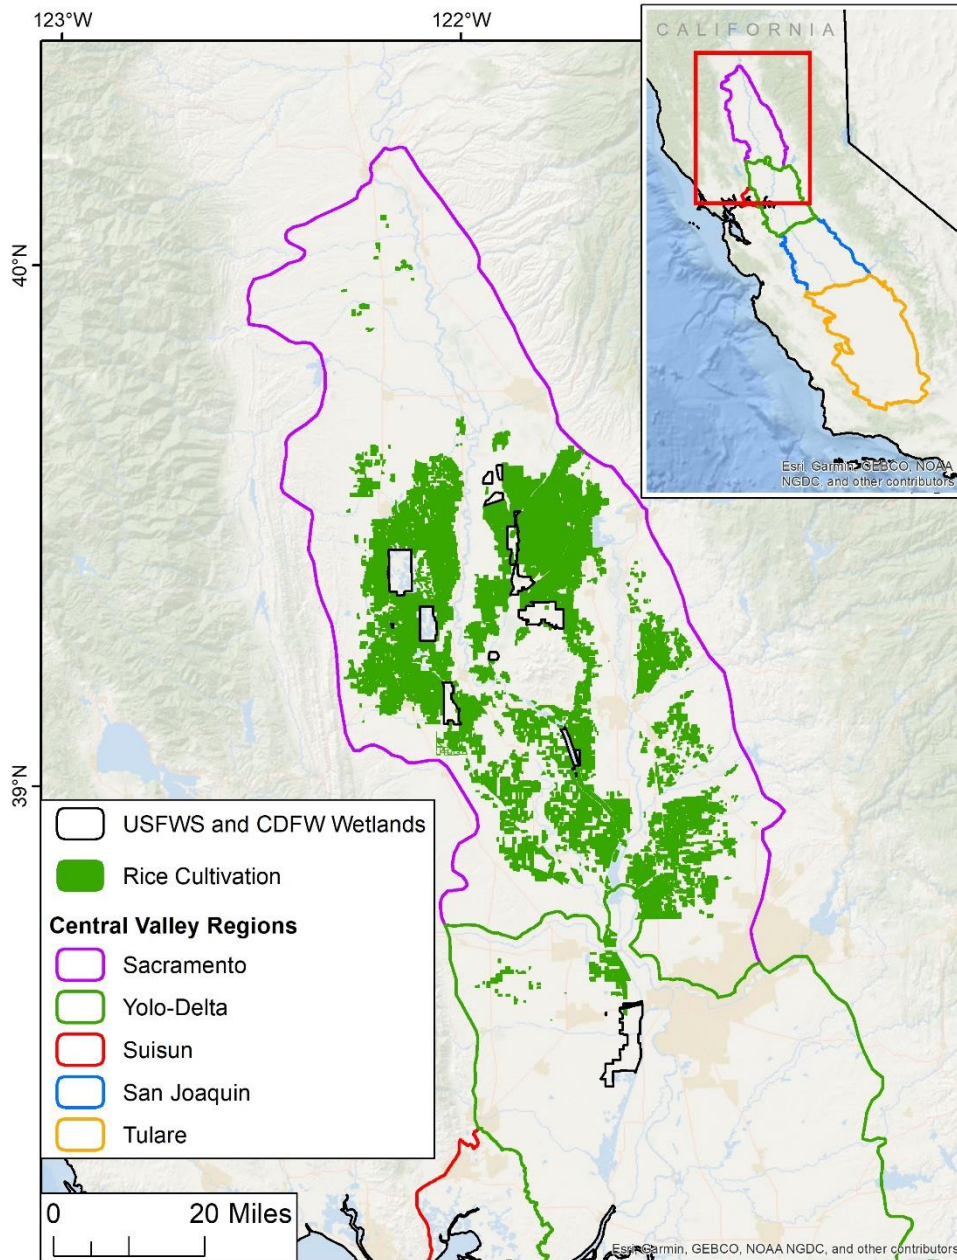 123°W
122°W
CALIFORNIA
40°N
Esri, Garmin, GEBCO, NOAA
NGDC, and other contributors
39°N
USFWS and CDFW Wetlands
Rice Cultivation
Central Valley Regions
Sacramento
Yolo-Delta
Suisun
San Joaquin
Tulare
0 20 Miles
Esri, Garmin, GEBCO, NOAA NGDC, and other contributors